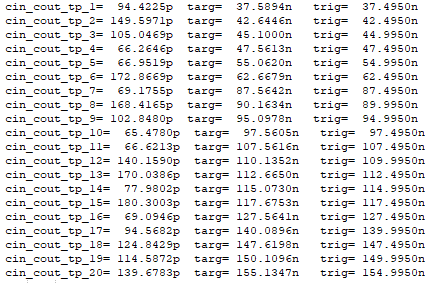 cin_cout_tp_1= 94.4225p targ= 37.5894n trig= 37.4950n
cin_cout_tp_2= 149.5971p targ= 42.6446n trig= 42.4950n
cin_cout_tp_3= 105.0469p targ= 45.1000n trig= 44.9950n
cin_cout_tp_4= 66.2646p targ= 47.5613n trig= 47.4950n
cin_cout_tp_5= 66.9519p targ= 55.0620n trig= 54.9950n
cin_cout_tp_6= 172.8669p targ= 62.6679n trig= 62.4950n
cin_cout_tp_7= 69.1755p targ= 87.5642n trig= 87.4950n
cin_cout_tp_8= 168.4165p targ= 90.1634n trig= 89.9950n
cin_cout_tp_9= 102.8480p targ= 95.0978n trig= 94.9950n
cin_cout_tp_10= 65.4780p targ= 97.5605n trig= 97.4950n
cin_cout_tp_11= 66.6213p targ= 107.5616n trig= 107.4950n
cin_cout_tp_12= 140.1590p targ= 110.1352n trig= 109.9950n
cin_cout_tp_13= 170.0386p targ= 112.6650n trig= 112.4950n
cin_cout_tp_14= 77.9802p targ= 115.0730n trig= 114.9950n
cin_cout_tp_15= 180.3003p targ= 117.6753n trig= 117.4950n
cin_cout_tp_16= 69.0946p targ= 127.5641n trig= 127.4950n
cin_cout_tp_17= 94.5682p targ= 140.0896n trig= 139.9950n
cin_cout_tp_18= 124.8429p targ= 147.6198n trig= 147.4950n
cin_cout_tp_19= 114.5872p targ= 150.1096n trig= 149.9950n
cin_cout_tp_20= 139.6783p targ= 155.1347n trig= 154.9950n